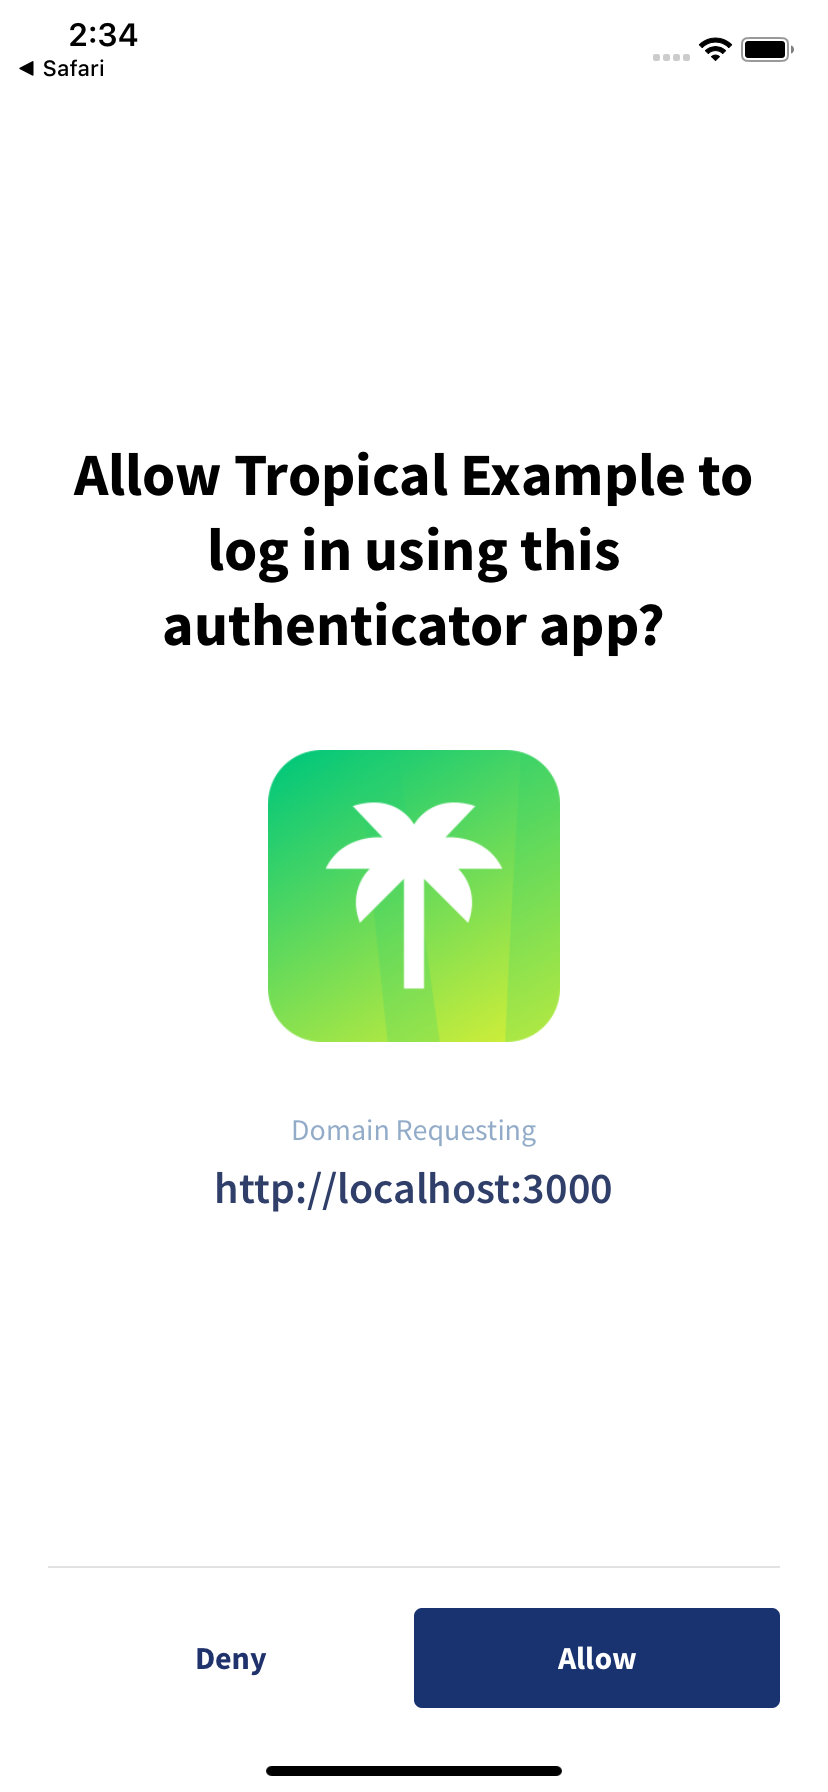 2:34
◀ Safari
Allow Tropical Example to
log in using this
authenticator app?
Domain Requesting
http://localhost:3000
Deny
Allow